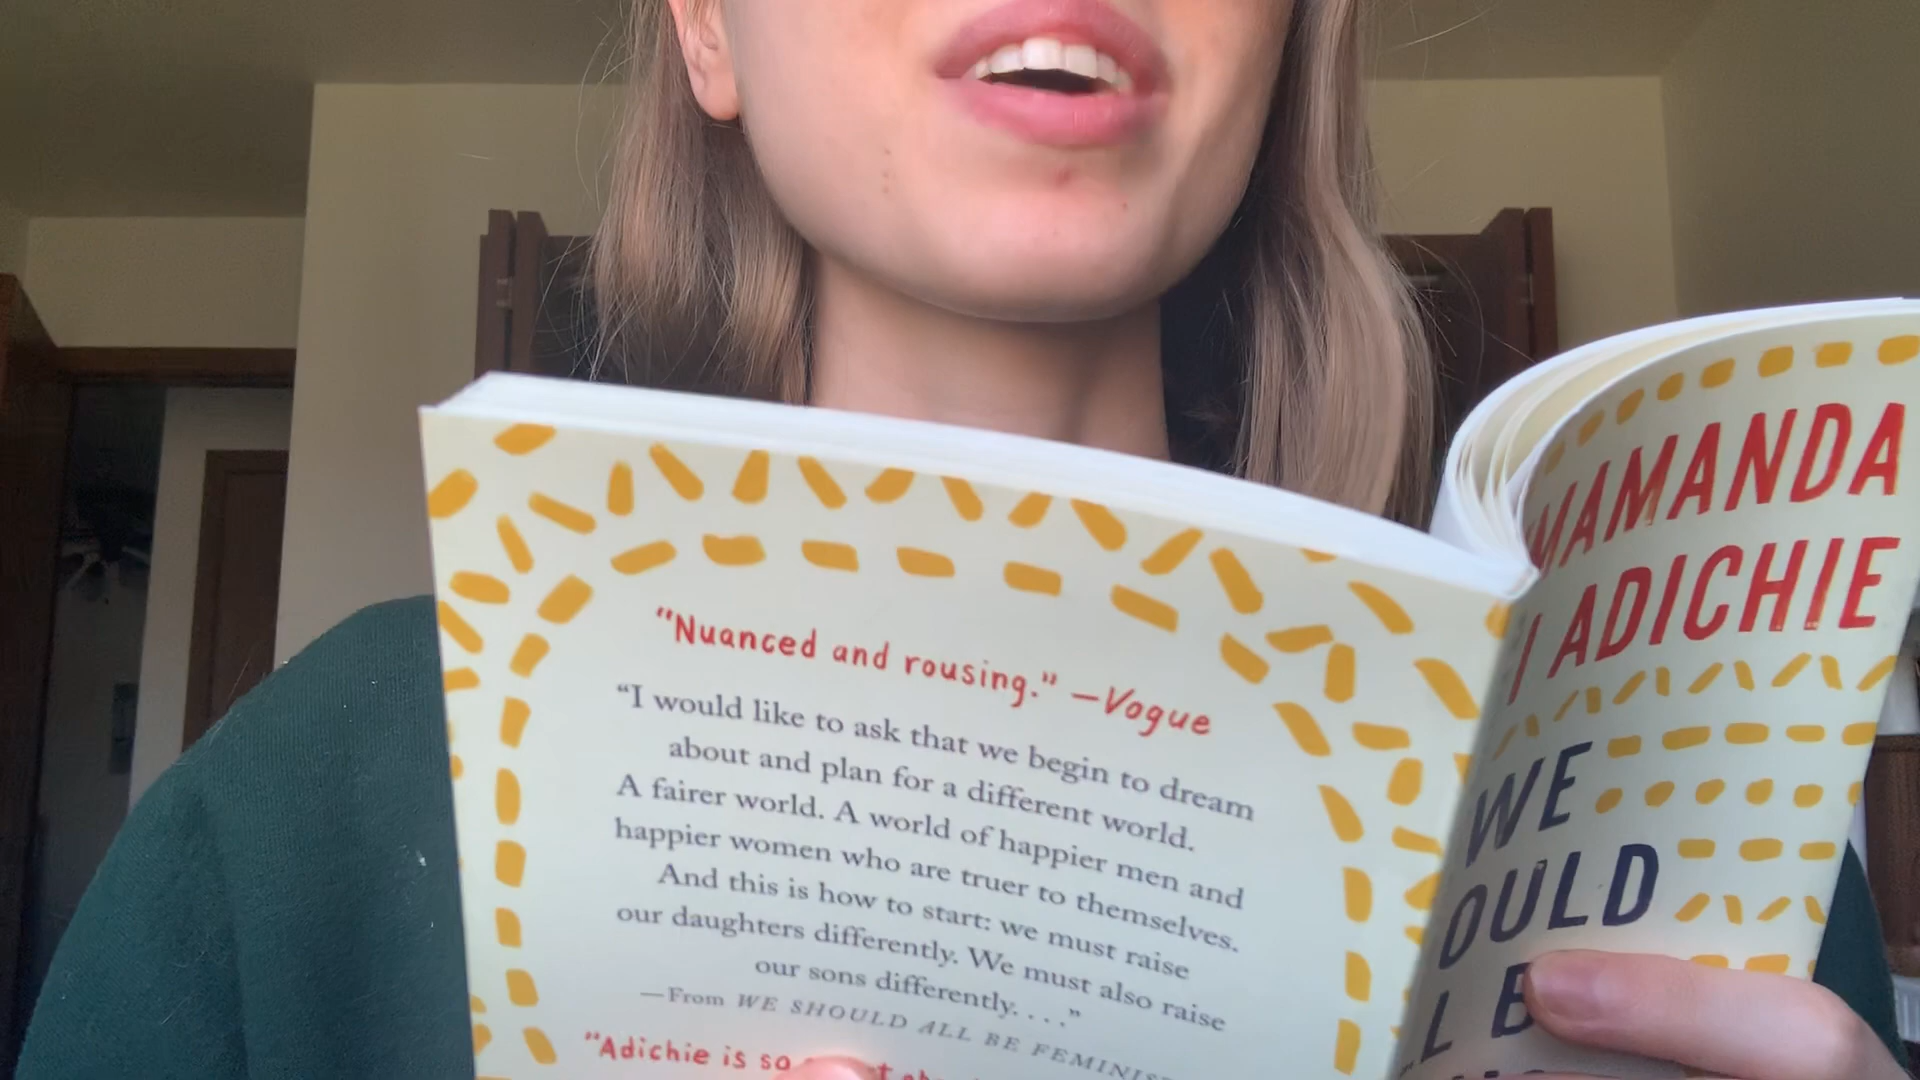 "Nuanced and rousing." —Vogue
"I would like to ask that we begin to dream
about and plan for a different world.
A fairer world. A world of happier men and
happier women who are truer to themselves.
And this is how to start: we must raise
our daughters differently. We must also raise
our sons differently. . . ."
—From WE SHOULD ALL BE FEMINIS
"Adichie is so
MAMANDA
I ADICHIE
WE
OULD
LL B